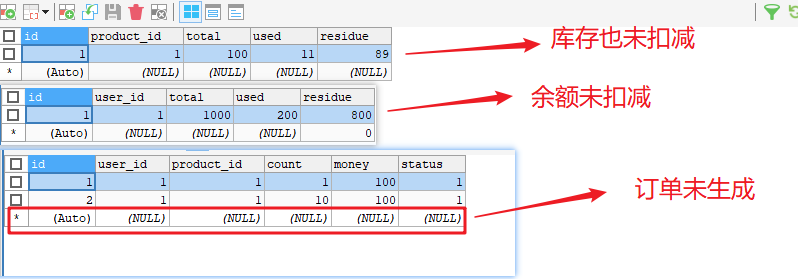 id product_id total used residue
1 1 100 11 89
* (Auto) (NULL) (NULL) (NULL) (NULL)
库存也未扣减
id user_id total used residue
1 1 1000 200 800
* (Auto) (NULL) (NULL) (NULL) 0
余额未扣减
id user_id product_id count money status
1 1 1 1 100 1
2 1 1 10 100 1
* (Auto) (NULL) (NULL) (NULL) (NULL) (NULL)
订单未生成